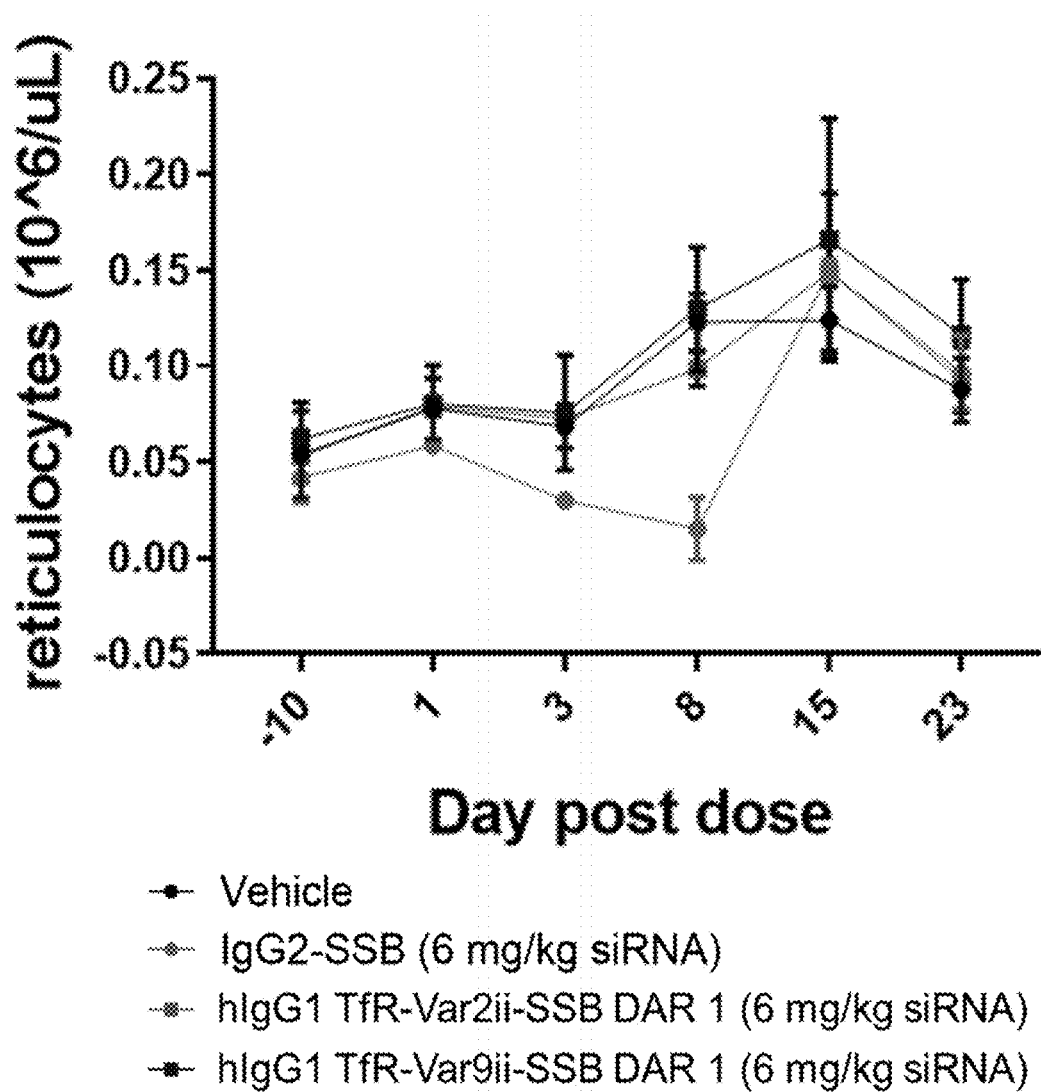 reticulocytes (10^6/uL)
0.25
0.20
0.15
0.10
0.05
0.00
-0.05
-10
1
3
8
15
23
Day post dose
Vehicle
IgG2-SSB (6 mg/kg siRNA)
hIgG1 TfR-Var2ii-SSB DAR 1 (6 mg/kg siRNA)
hIgG1 TfR-Var9ii-SSB DAR 1 (6 mg/kg siRNA)